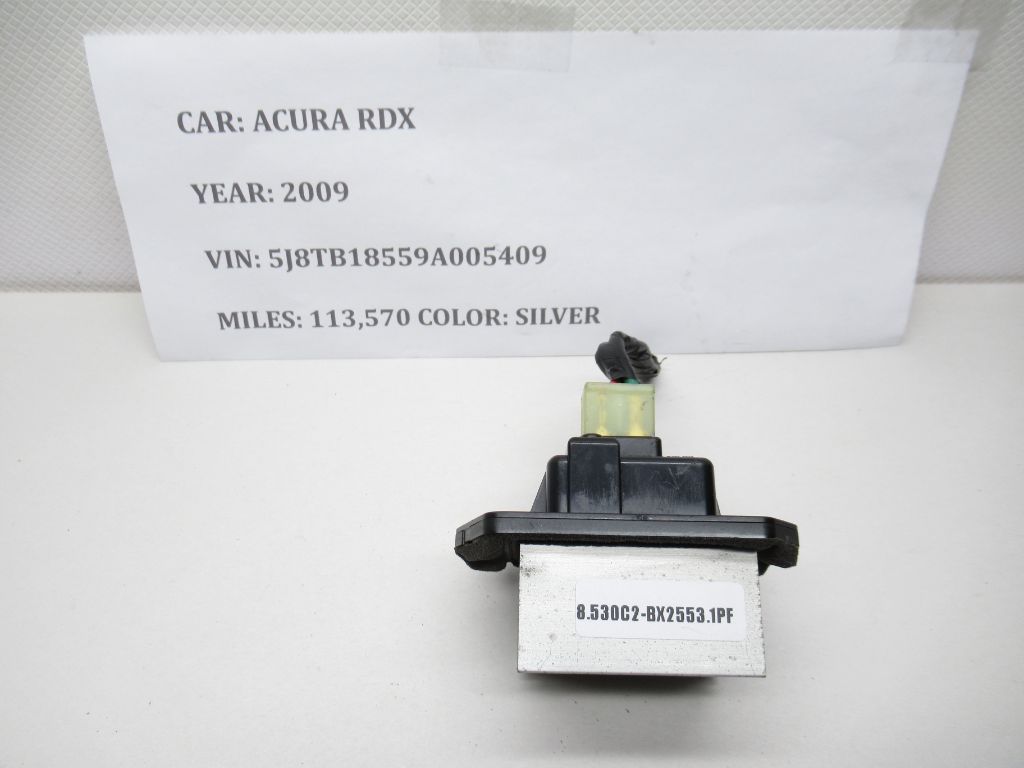 CAR: ACURA RDX
YEAR: 2009
VIN: 5J8TB18559A005409
MILES: 113,570 COLOR: SILVER
8.530C2-BX2553.1PF